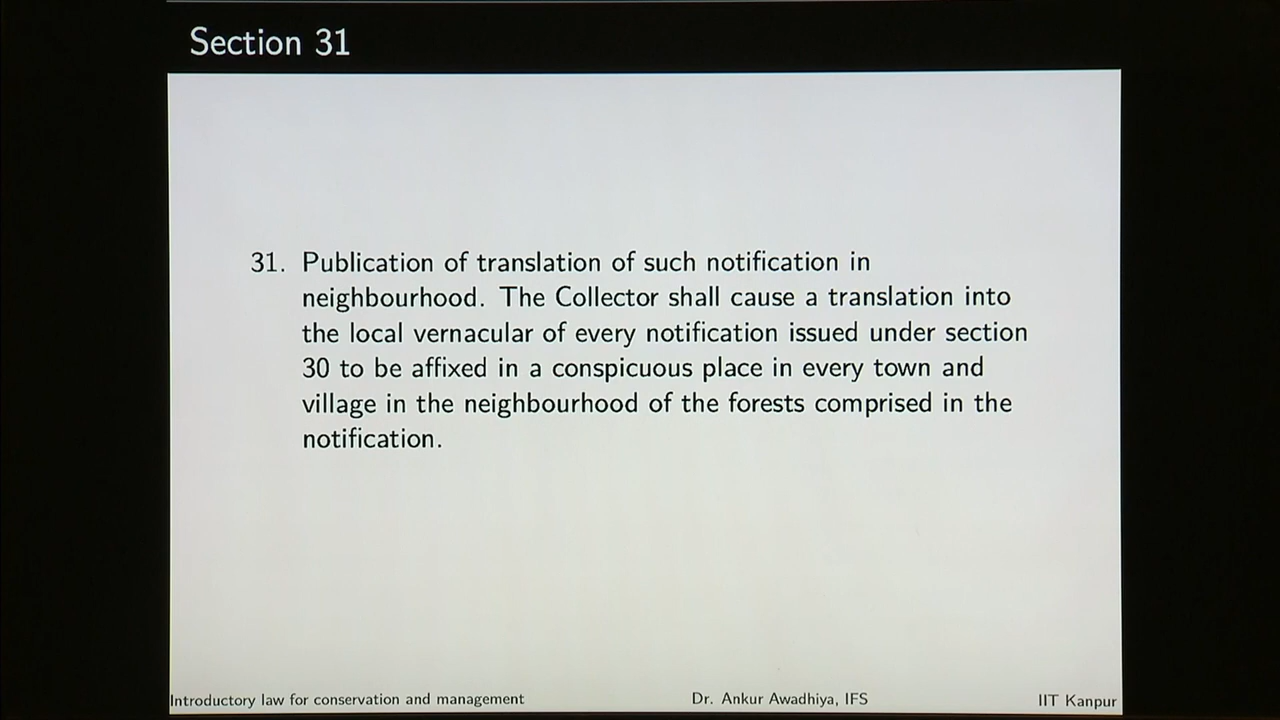 Section 31
31. Publication of translation of such notification in
neighbourhood. The Collector shall cause a translation into
the local vernacular of every notification issued under section
30 to be affixed in a conspicuous place in every town and
village in the neighbourhood of the forests comprised in the
notification.
Introductory law for conservation and management Dr. Ankur Awadhiya, IFS IIT Kanpur